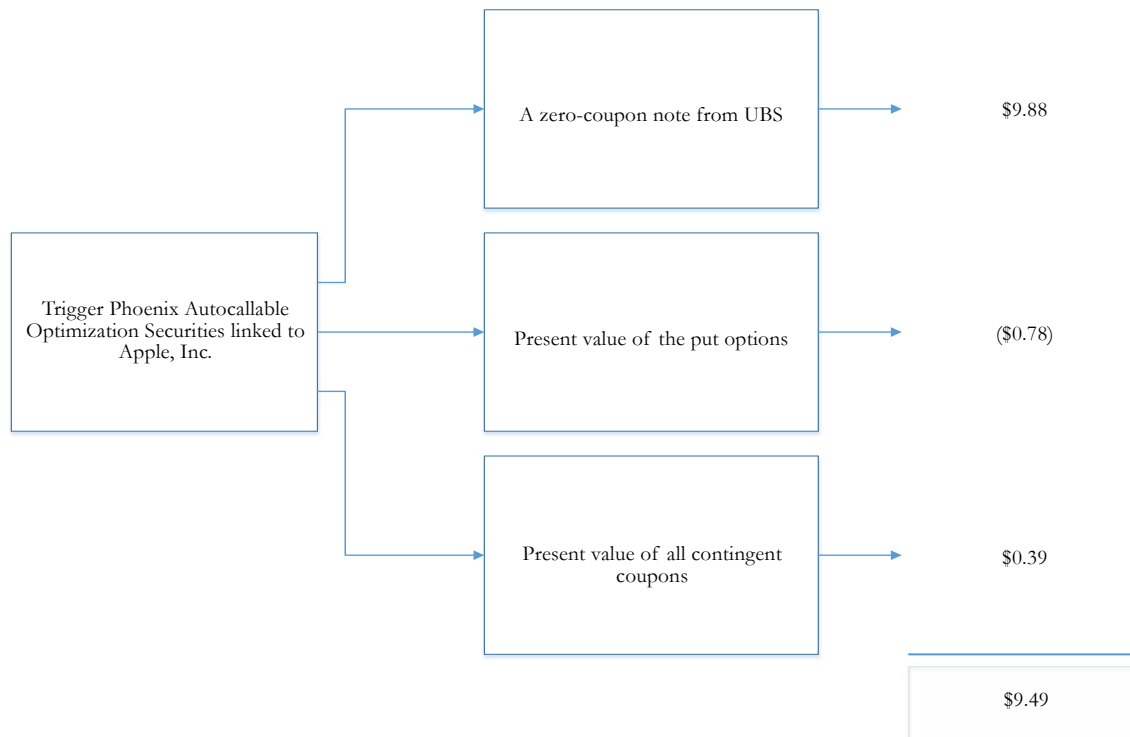 A zero-coupon note from UBS
$9.88
Trigger Phoenix Autocallable
Optimization Securities linked to
Apple, Inc.
Present value of the put options
($0.78)
Present value of all contingent
coupons
$0.39
$9.49